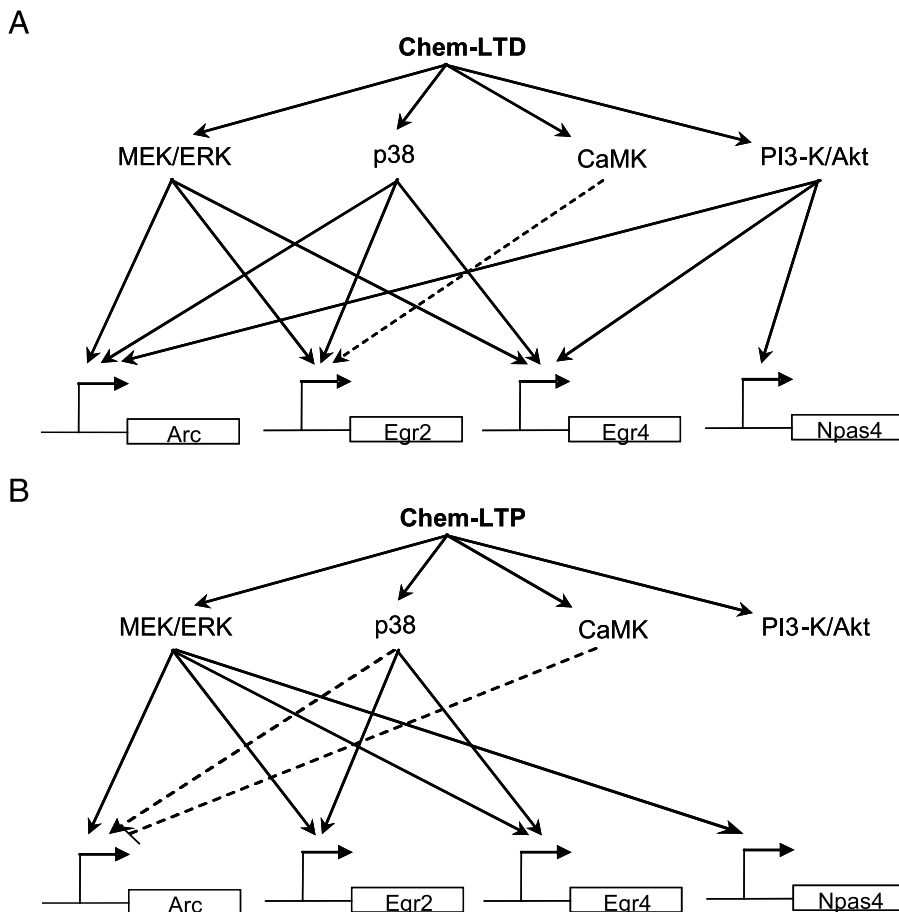 A
Chem-LTD
MEK/ERK p38 CaMK PI3-K/Akt
Arc Egr2 Egr4 Npas4
B
Chem-LTP
MEK/ERK p38 CaMK PI3-K/Akt
Arc Egr2 Egr4 Npas4